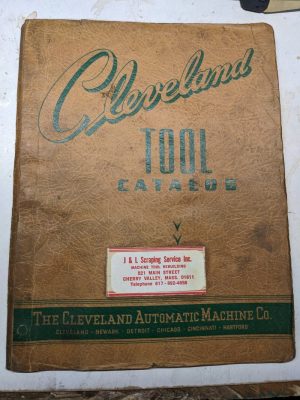 Cleveland
TOOL
CATALOG
J & L Scraping Service Inc.
MACHINE TOOL REBUILDING
821 MAIN STREET
CHERRY VALLEY, MASS. 01611
Telephone 617 - 892-4898
THE CLEVELAND AUTOMATIC MACHINE CO.
CLEVELAND - NEWARK - DETROIT - CHICAGO - CINCINNATI - HARTFORD